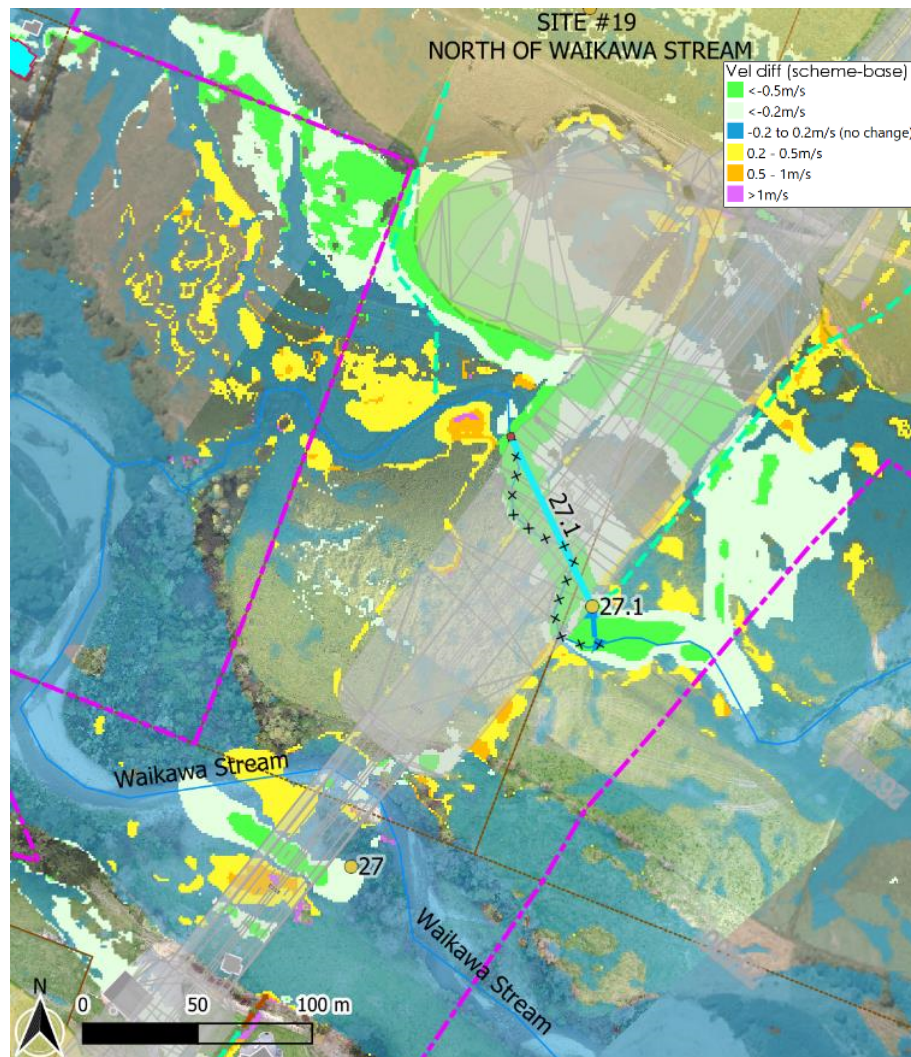 SITE #19
NORTH OF WAIKAWA STREAM
Vel diff (scheme-base)
<-0.5m/s
<-0.2m/s
-0.2 to 0.2m/s (no change)
0.2 - 0.5m/s
0.5 - 1m/s
>1m/s
27.1
27.1
Waikawa Stream
27
Waikawa Stream
N
0 50 100 m